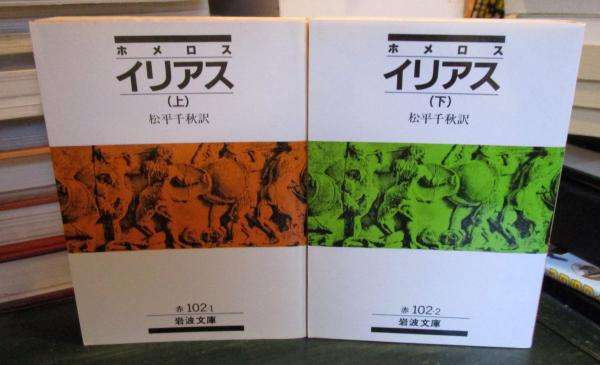 ホメロス
イリアス
(上)
松平千秋訳
赤 102-1
岩波文庫
ホメロス
イリアス
(下)
松平千秋訳
赤 102-2
岩波文庫